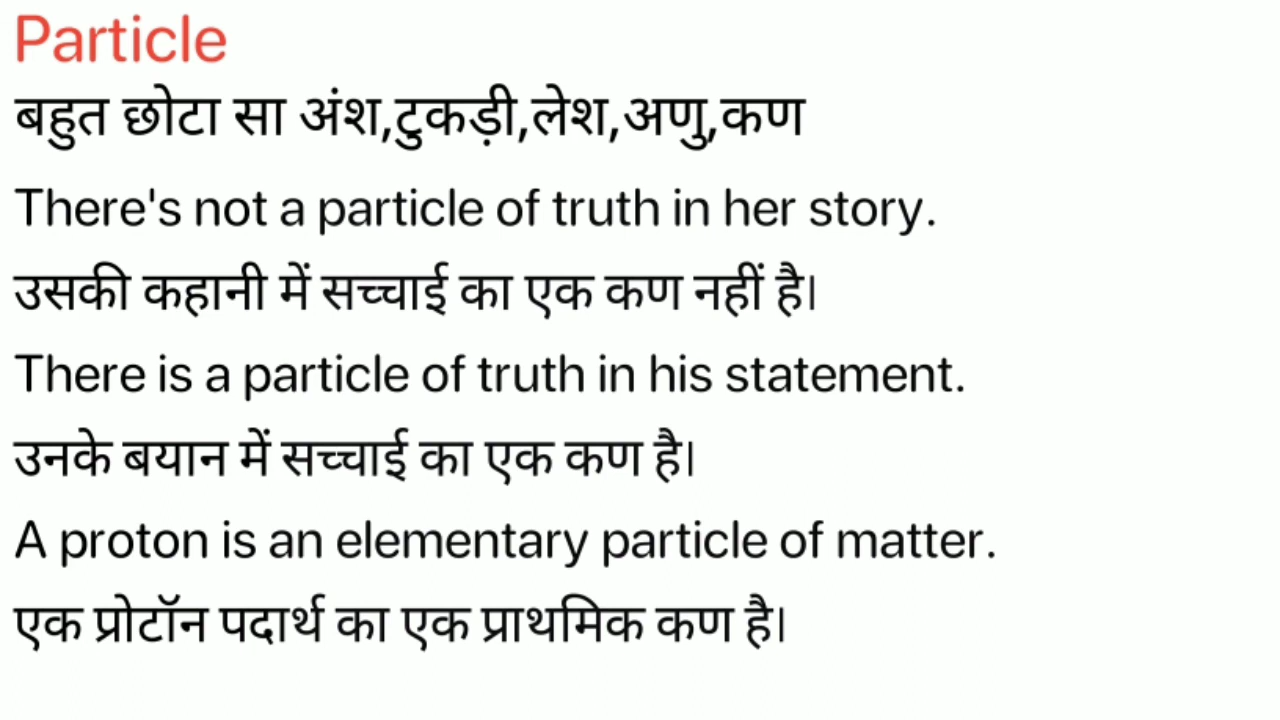 Particle
बहुत छोटा सा अंश,टुकड़ी,लेश,अणु,कण
There's not a particle of truth in her story.
उसकी कहानी में सच्चाई का एक कण नहीं है।
There is a particle of truth in his statement.
उनके बयान में सच्चाई का एक कण है।
A proton is an elementary particle of matter.
एक प्रोटॉन पदार्थ का एक प्राथमिक कण है।